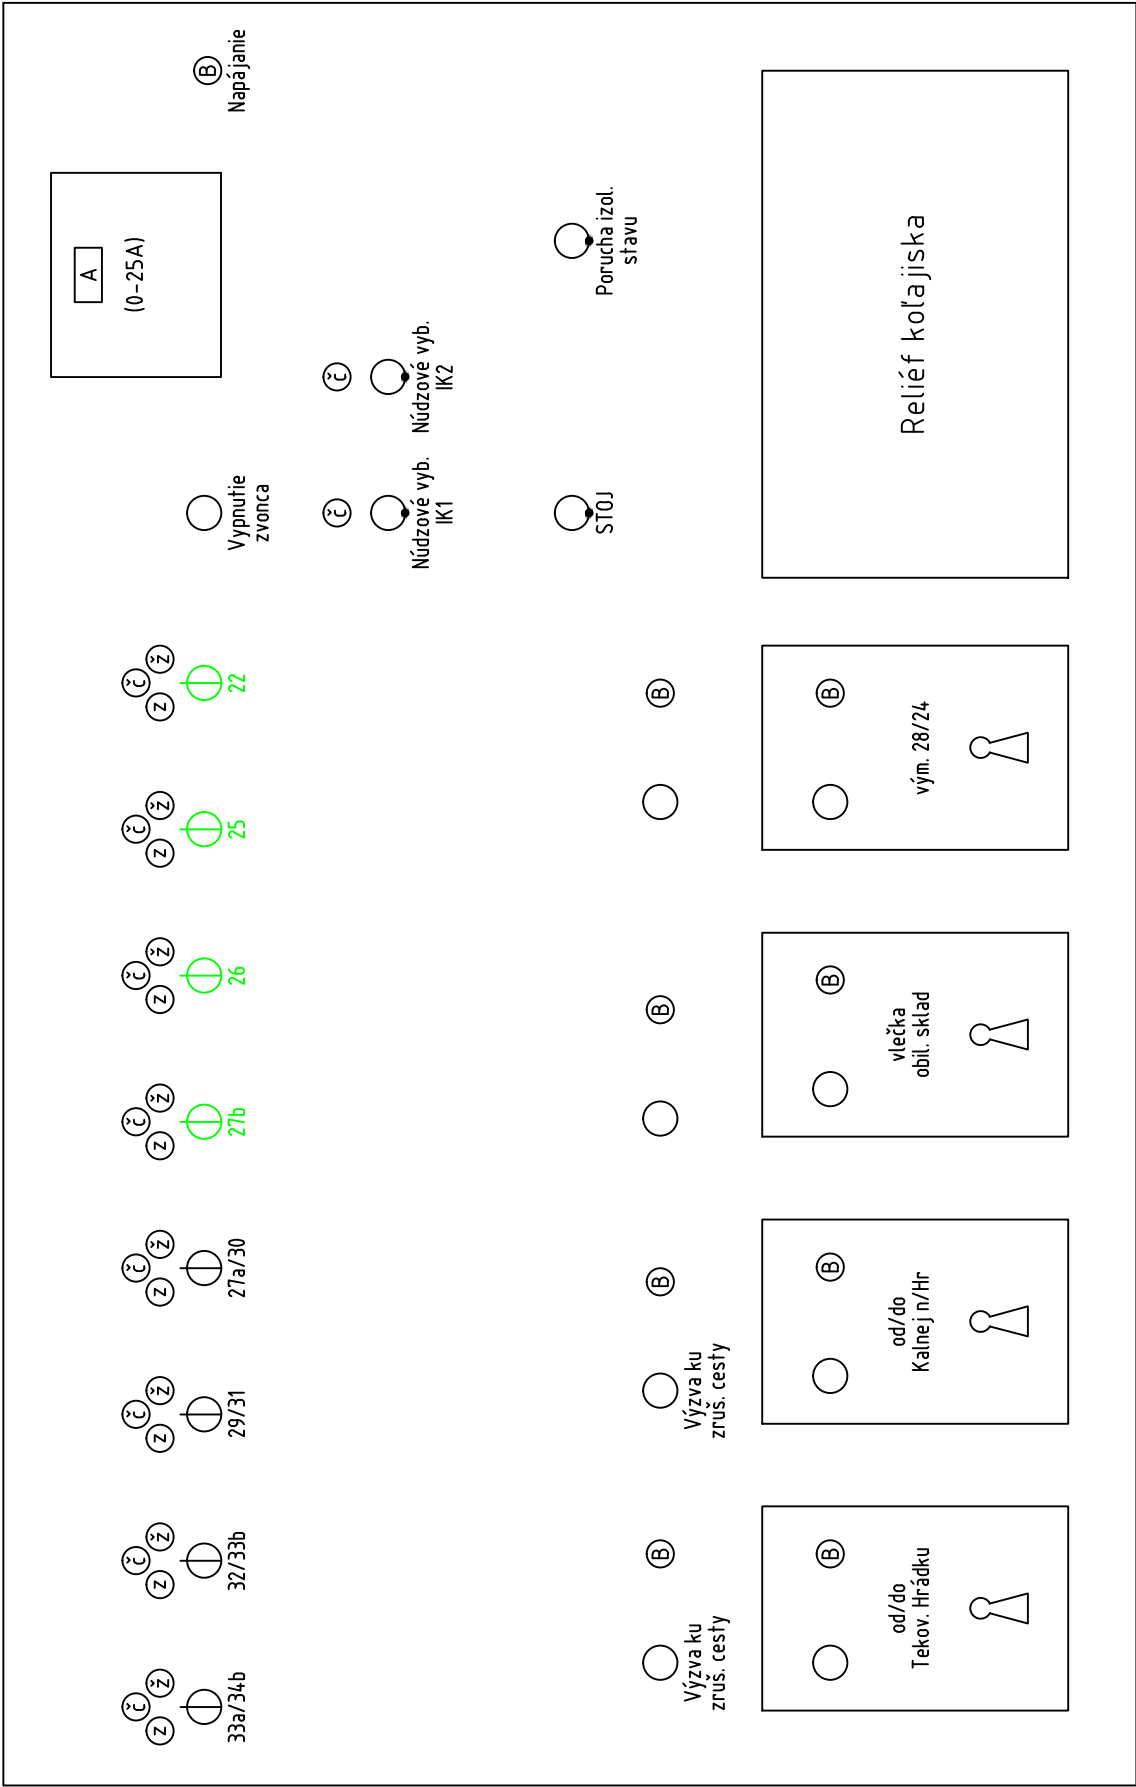 Č
Z Ž
33a/34b
Č
Z Ž
32/33b
Č
Z Ž
29/31
Č
Z Ž
27a/30
Č
Z Ž
27b
Č
Z Ž
26
Č
Z Ž
25
Č
Z Ž
22
Vypnutie
zvonca
A
(0-25A)
B
Napájanie
Č
Núdzové vyb.
IK1
Č
Núdzové vyb.
IK2
STOJ
Porucha izol.
stavu
B
Výzva ku
zruš. cesty
B
Výzva ku
zruš. cesty
B
B
B
od/do
Tekov. Hrádku
B
od/do
Kalnej n/Hr
B
vlečka
obil. sklad
B
vým. 28/24
Reliéf koľajiska